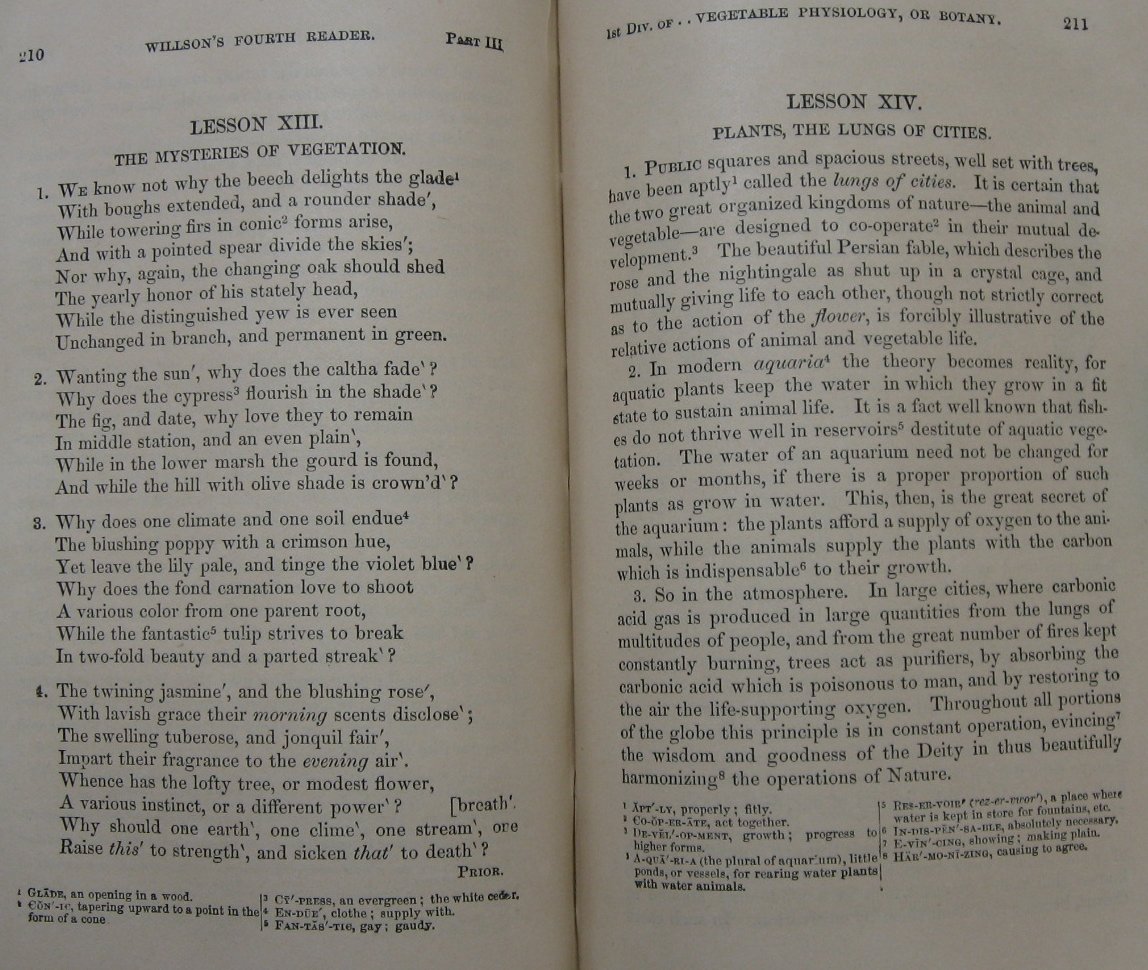 210
WILLSON'S FOURTH READER.
PART III
LESSON XIII.
THE MYSTERIES OF VEGETATION.
1. WE know not why the beech delights the glade¹
With boughs extended, and a rounder shade′,
While towering firs in conic² forms arise,
And with a pointed spear divide the skies′;
Nor why, again, the changing oak should shed
The yearly honor of his stately head,
While the distinguished yew is ever seen
Unchanged in branch, and permanent in green.
2. Wanting the sun′, why does the caltha fade‵?
Why does the cypress³ flourish in the shade‵?
The fig, and date, why love they to remain
In middle station, and an even plain‵,
While in the lower marsh the gourd is found,
And while the hill with olive shade is crown'd‵?
3. Why does one climate and one soil endue⁴
The blushing poppy with a crimson hue,
Yet leave the lily pale, and tinge the violet blue‵?
Why does the fond carnation love to shoot
A various color from one parent root,
While the fantastic⁵ tulip strives to break
In two-fold beauty and a parted streak‵?
4. The twining jasmine′, and the blushing rose′,
With lavish grace their morning scents disclose‵;
The swelling tuberose, and jonquil fair′,
Impart their fragrance to the evening air‵.
Whence has the lofty tree, or modest flower,
A various instinct, or a different power‵? [breath′.
Why should one earth‵, one clime‵, one stream‵, one
Raise this′ to strength‵, and sicken that′ to death‵?
PRIOR.
¹ GLĀDE, an opening in a wood.
² CŎN′-IC, tapering upward to a point in the
form of a cone
³ CȲ′-PRESS, an evergreen; the white ceder.
⁴ EN-DŪE′, clothe; supply with.
⁵ FAN-TĂS′-TIC, gay; gaudy.
1st DIV. OF . . VEGETABLE PHYSIOLOGY, OR BOTANY.
211
LESSON XIV.
PLANTS, THE LUNGS OF CITIES.
1. PUBLIC squares and spacious streets, well set with trees,
have been aptly¹ called the lungs of cities. It is certain that
the two great organized kingdoms of nature—the animal and
vegetable—are designed to co-operate² in their mutual de-
velopment.³ The beautiful Persian fable, which describes the
rose and the nightingale as shut up in a crystal cage, and
mutually giving life to each other, though not strictly correct
as to the action of the flower, is forcibly illustrative of the
relative actions of animal and vegetable life.
2. In modern aquaria⁴ the theory becomes reality, for
aquatic plants keep the water in which they grow in a fit
state to sustain animal life. It is a fact well known that fish-
es do not thrive well in reservoirs⁵ destitute of aquatic vege-
tation. The water of an aquarium need not be changed for
weeks or months, if there is a proper proportion of such
plants as grow in water. This, then, is the great secret of
the aquarium: the plants afford a supply of oxygen to the ani-
mals, while the animals supply the plants with the carbon
which is indispensable⁶ to their growth.
3. So in the atmosphere. In large cities, where carbonic
acid gas is produced in large quantities from the lungs of
multitudes of people, and from the great number of fires kept
constantly burning, trees act as purifiers, by absorbing the
carbonic acid which is poisonous to man, and by restoring to
the air the life-supporting oxygen. Throughout all portions
of the globe this principle is in constant operation, evincing⁷
the wisdom and goodness of the Deity in thus beautifully
harmonizing⁸ the operations of Nature.
¹ ĂPT′-LY, properly; fitly.
² CO-ŎP-ER-ĀTE, act together.
³ DE-VĔL′-OP-MENT, growth; progress to
higher forms.
⁴ A-QUĀ′-RI-A (the plural of aquarium), little
ponds, or vessels, for rearing water plants
with water animals.
⁵ RES-ER-VOIR′ (rez-er-vwor′), a place where
water is kept in store for fountains, etc.
⁶ IN-DIS-PĔN′-SA-BLE, absolutely necessary.
⁷ E-VĬN′-CING, showing; making plain.
⁸ HÄR′-MO-NĪ-ZING, causing to agree.